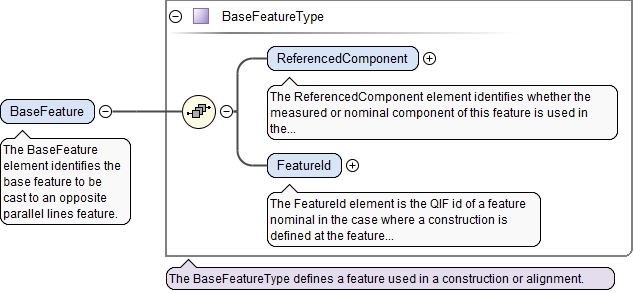 BaseFeatureType
ReferencedComponent
The ReferencedComponent element identifies whether the
measured or nominal component of this feature is used in
the...
BaseFeature
The BaseFeature
element identifies the
base feature to be
cast to an opposite
parallel lines feature.
FeatureId
The FeatureId element is the QIF id of a feature
nominal in the case where a construction is
defined at the feature...
The BaseFeatureType defines a feature used in a construction or alignment.